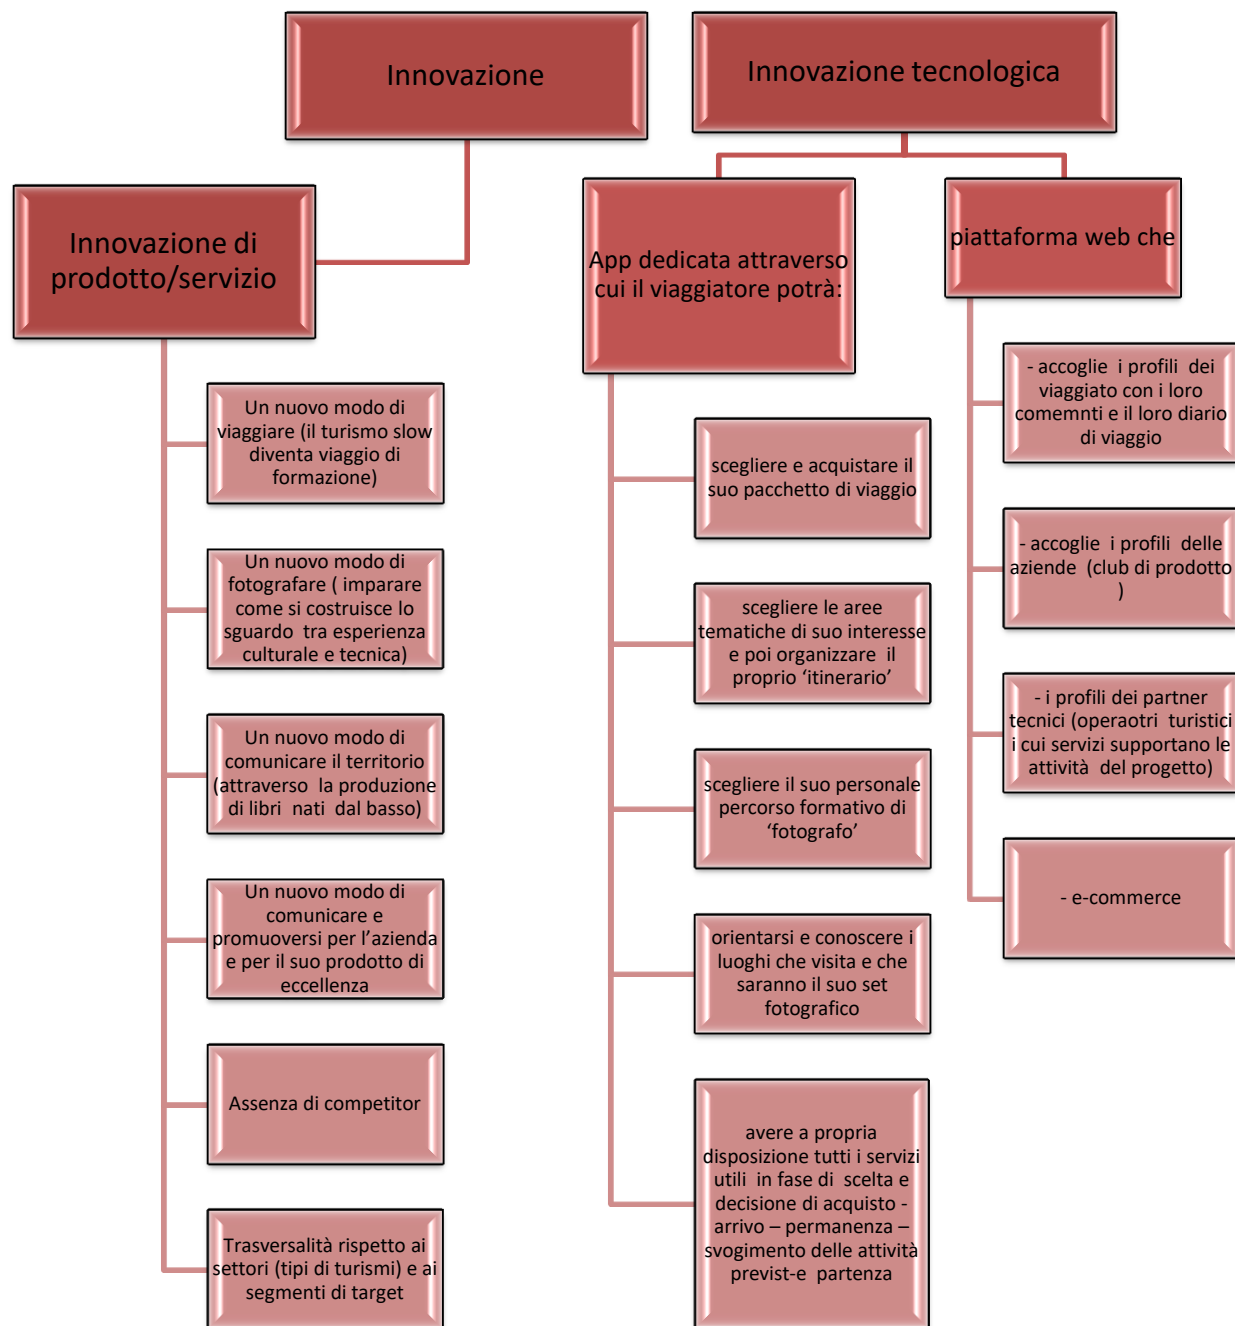 Innovazione
Innovazione di
prodotto/servizio
Un nuovo modo di
viaggiare (il turismo slow
diventa viaggio di
formazione)
Un nuovo modo di
fotografare ( imparare
come si costruisce lo
sguardo tra esperienza
culturale e tecnica)
Un nuovo modo di
comunicare il territorio
(attraverso la produzione
di libri nati dal basso)
Un nuovo modo di
comunicare e
promuoversi per l’azienda
e per il suo prodotto di
eccellenza
Assenza di competitor
Trasversalità rispetto ai
settori (tipi di turismi) e ai
segmenti di target
Innovazione tecnologica
App dedicata attraverso
cui il viaggiatore potrà:
scegliere e acquistare il
suo pacchetto di viaggio
scegliere le aree
tematiche di suo interesse
e poi organizzare il
proprio ‘itinerario’
scegliere il suo personale
percorso formativo di
‘fotografo’
orientarsi e conoscere i
luoghi che visita e che
saranno il suo set
fotografico
avere a propria
disposizione tutti i servizi
utili in fase di scelta e
decisione di acquisto -
arrivo – permanenza –
svogimento delle attività
previst-e partenza
piattaforma web che
- accoglie i profili dei
viaggiato con i loro
comemnti e il loro diario
di viaggio
- accoglie i profili delle
aziende (club di prodotto
)
- i profili dei partner
tecnici (operaotri turistici
i cui servizi supportano le
attività del progetto)
- e-commerce